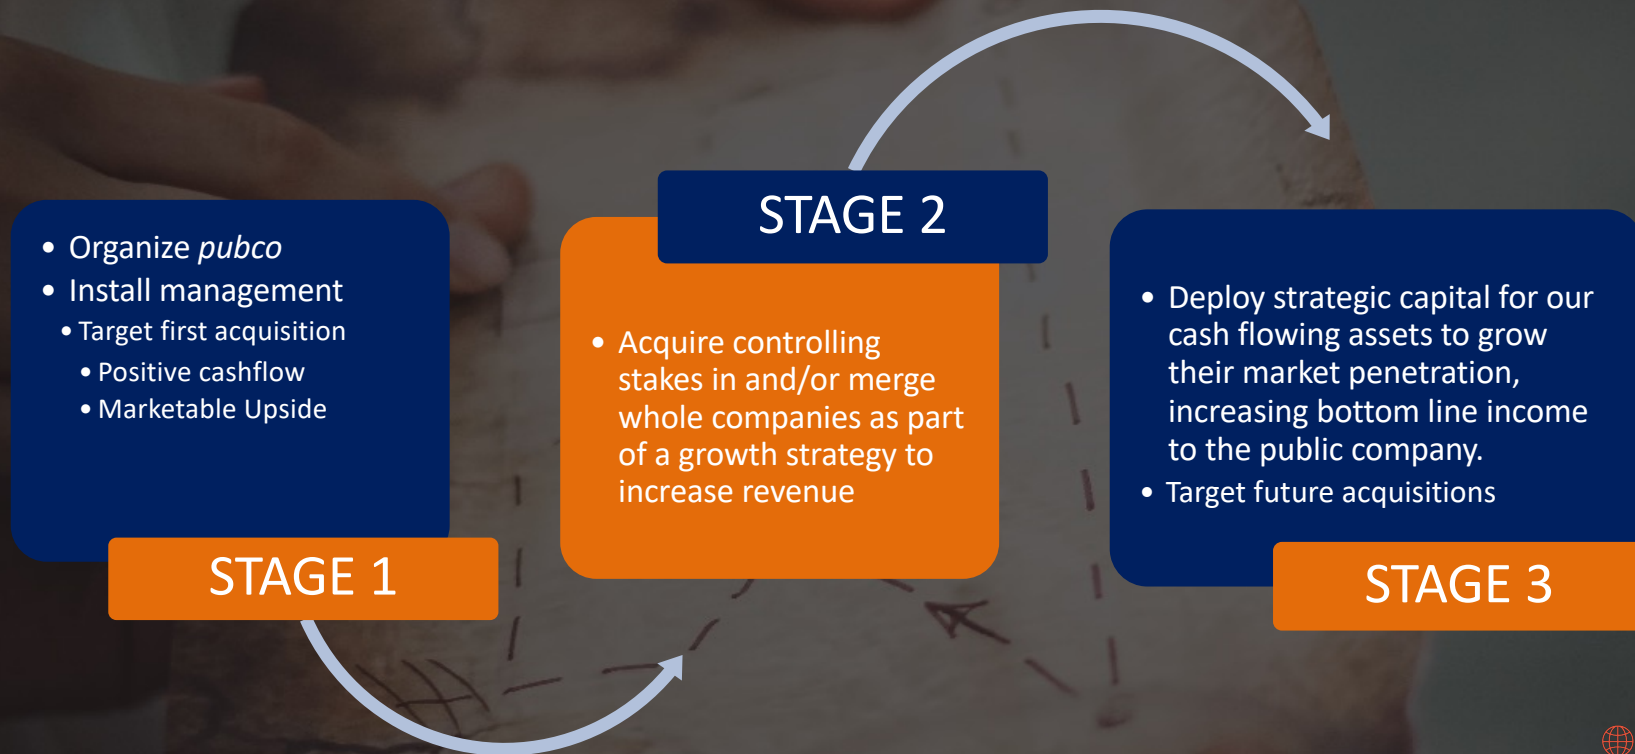 • Organize pubco
• Install management
• Target first acquisition
• Positive cashflow
• Marketable Upside
STAGE 1
STAGE 2
• Acquire controlling
stakes in and/or merge
whole companies as part
of a growth strategy to
increase revenue
• Deploy strategic capital for our
cash flowing assets to grow
their market penetration,
increasing bottom line income
to the public company.
• Target future acquisitions
STAGE 3